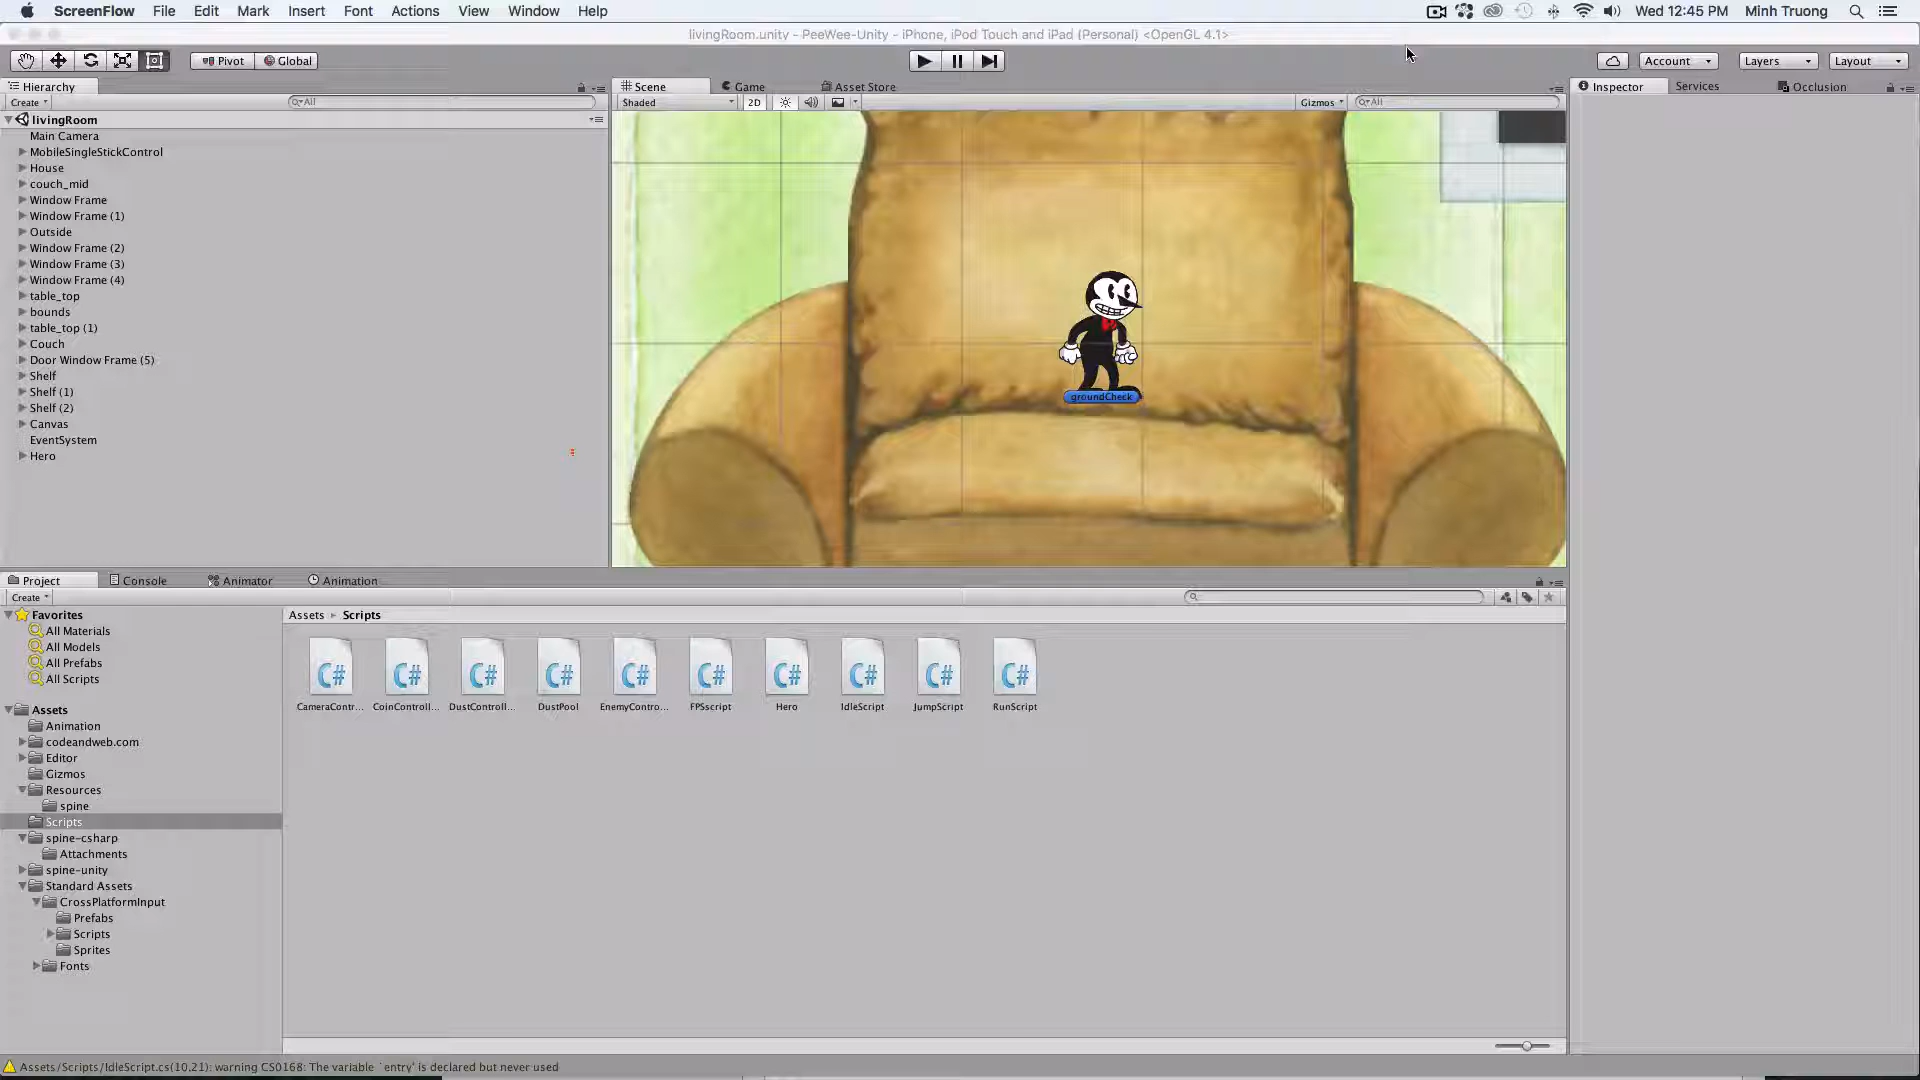 ScreenFlow File Edit Mark Insert Font Actions View Window Help Wed 12:45 PM Minh Truong
livingRoom.unity - PeeWee-Unity - iPhone, iPod Touch and iPad (Personal) <OpenGL 4.1>
Pivot Global Account Layers Layout
Hierarchy
Create All
livingRoom
Main Camera
MobileSingleStickControl
House
couch_mid
Window Frame
Window Frame (1)
Outside
Window Frame (2)
Window Frame (3)
Window Frame (4)
table_top
bounds
table_top (1)
Couch
Door Window Frame (5)
Shelf
Shelf (1)
Shelf (2)
Canvas
EventSystem
Hero
Scene Game Asset Store
Shaded 2D Gizmos All
groundCheck
Inspector Services Occlusion
Project Console Animator Animation
Create
Favorites
All Materials
All Models
All Prefabs
All Scripts
Assets
Animation
codeandweb.com
Editor
Gizmos
Resources
spine
Scripts
spine-csharp
Attachments
spine-unity
Standard Assets
CrossPlatformInput
Prefabs
Scripts
Sprites
Fonts
Assets Scripts
C# C# C# C# C# C# C# C# C# C#
CameraContr... CoinControll... DustControll... DustPool EnemyContro... FPSscript Hero IdleScript JumpScript RunScript
Assets/Scripts/IdleScript.cs(10,21): warning CS0168: The variable `entry' is declared but never used